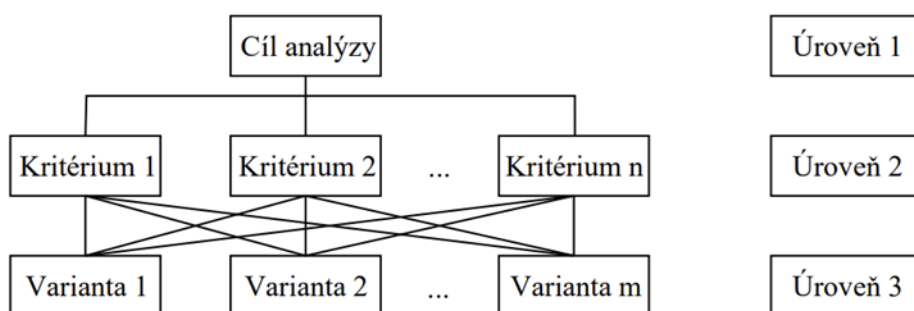 Cíl analýzy Úroveň 1
Kritérium 1 Kritérium 2 ... Kritérium n Úroveň 2
Varianta 1 Varianta 2 ... Varianta m Úroveň 3